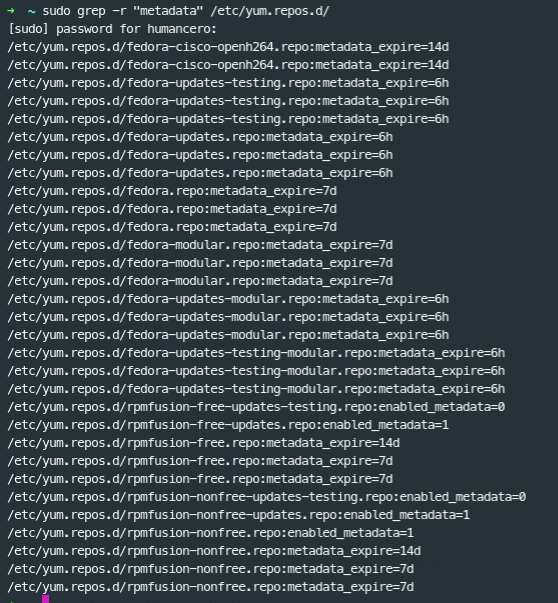 ➜ ~ sudo grep -r "metadata" /etc/yum.repos.d/
[sudo] password for humancero:
/etc/yum.repos.d/fedora-cisco-openh264.repo:metadata_expire=14d
/etc/yum.repos.d/fedora-cisco-openh264.repo:metadata_expire=14d
/etc/yum.repos.d/fedora-updates-testing.repo:metadata_expire=6h
/etc/yum.repos.d/fedora-updates-testing.repo:metadata_expire=6h
/etc/yum.repos.d/fedora-updates-testing.repo:metadata_expire=6h
/etc/yum.repos.d/fedora-updates.repo:metadata_expire=6h
/etc/yum.repos.d/fedora-updates.repo:metadata_expire=6h
/etc/yum.repos.d/fedora-updates.repo:metadata_expire=6h
/etc/yum.repos.d/fedora.repo:metadata_expire=7d
/etc/yum.repos.d/fedora.repo:metadata_expire=7d
/etc/yum.repos.d/fedora.repo:metadata_expire=7d
/etc/yum.repos.d/fedora-modular.repo:metadata_expire=7d
/etc/yum.repos.d/fedora-modular.repo:metadata_expire=7d
/etc/yum.repos.d/fedora-modular.repo:metadata_expire=7d
/etc/yum.repos.d/fedora-updates-modular.repo:metadata_expire=6h
/etc/yum.repos.d/fedora-updates-modular.repo:metadata_expire=6h
/etc/yum.repos.d/fedora-updates-modular.repo:metadata_expire=6h
/etc/yum.repos.d/fedora-updates-testing-modular.repo:metadata_expire=6h
/etc/yum.repos.d/fedora-updates-testing-modular.repo:metadata_expire=6h
/etc/yum.repos.d/fedora-updates-testing-modular.repo:metadata_expire=6h
/etc/yum.repos.d/rpmfusion-free-updates-testing.repo:enabled_metadata=0
/etc/yum.repos.d/rpmfusion-free-updates.repo:enabled_metadata=1
/etc/yum.repos.d/rpmfusion-free.repo:metadata_expire=14d
/etc/yum.repos.d/rpmfusion-free.repo:metadata_expire=7d
/etc/yum.repos.d/rpmfusion-free.repo:metadata_expire=7d
/etc/yum.repos.d/rpmfusion-nonfree-updates-testing.repo:enabled_metadata=0
/etc/yum.repos.d/rpmfusion-nonfree-updates.repo:enabled_metadata=1
/etc/yum.repos.d/rpmfusion-nonfree.repo:enabled_metadata=1
/etc/yum.repos.d/rpmfusion-nonfree.repo:metadata_expire=14d
/etc/yum.repos.d/rpmfusion-nonfree.repo:metadata_expire=7d
/etc/yum.repos.d/rpmfusion-nonfree.repo:metadata_expire=7d